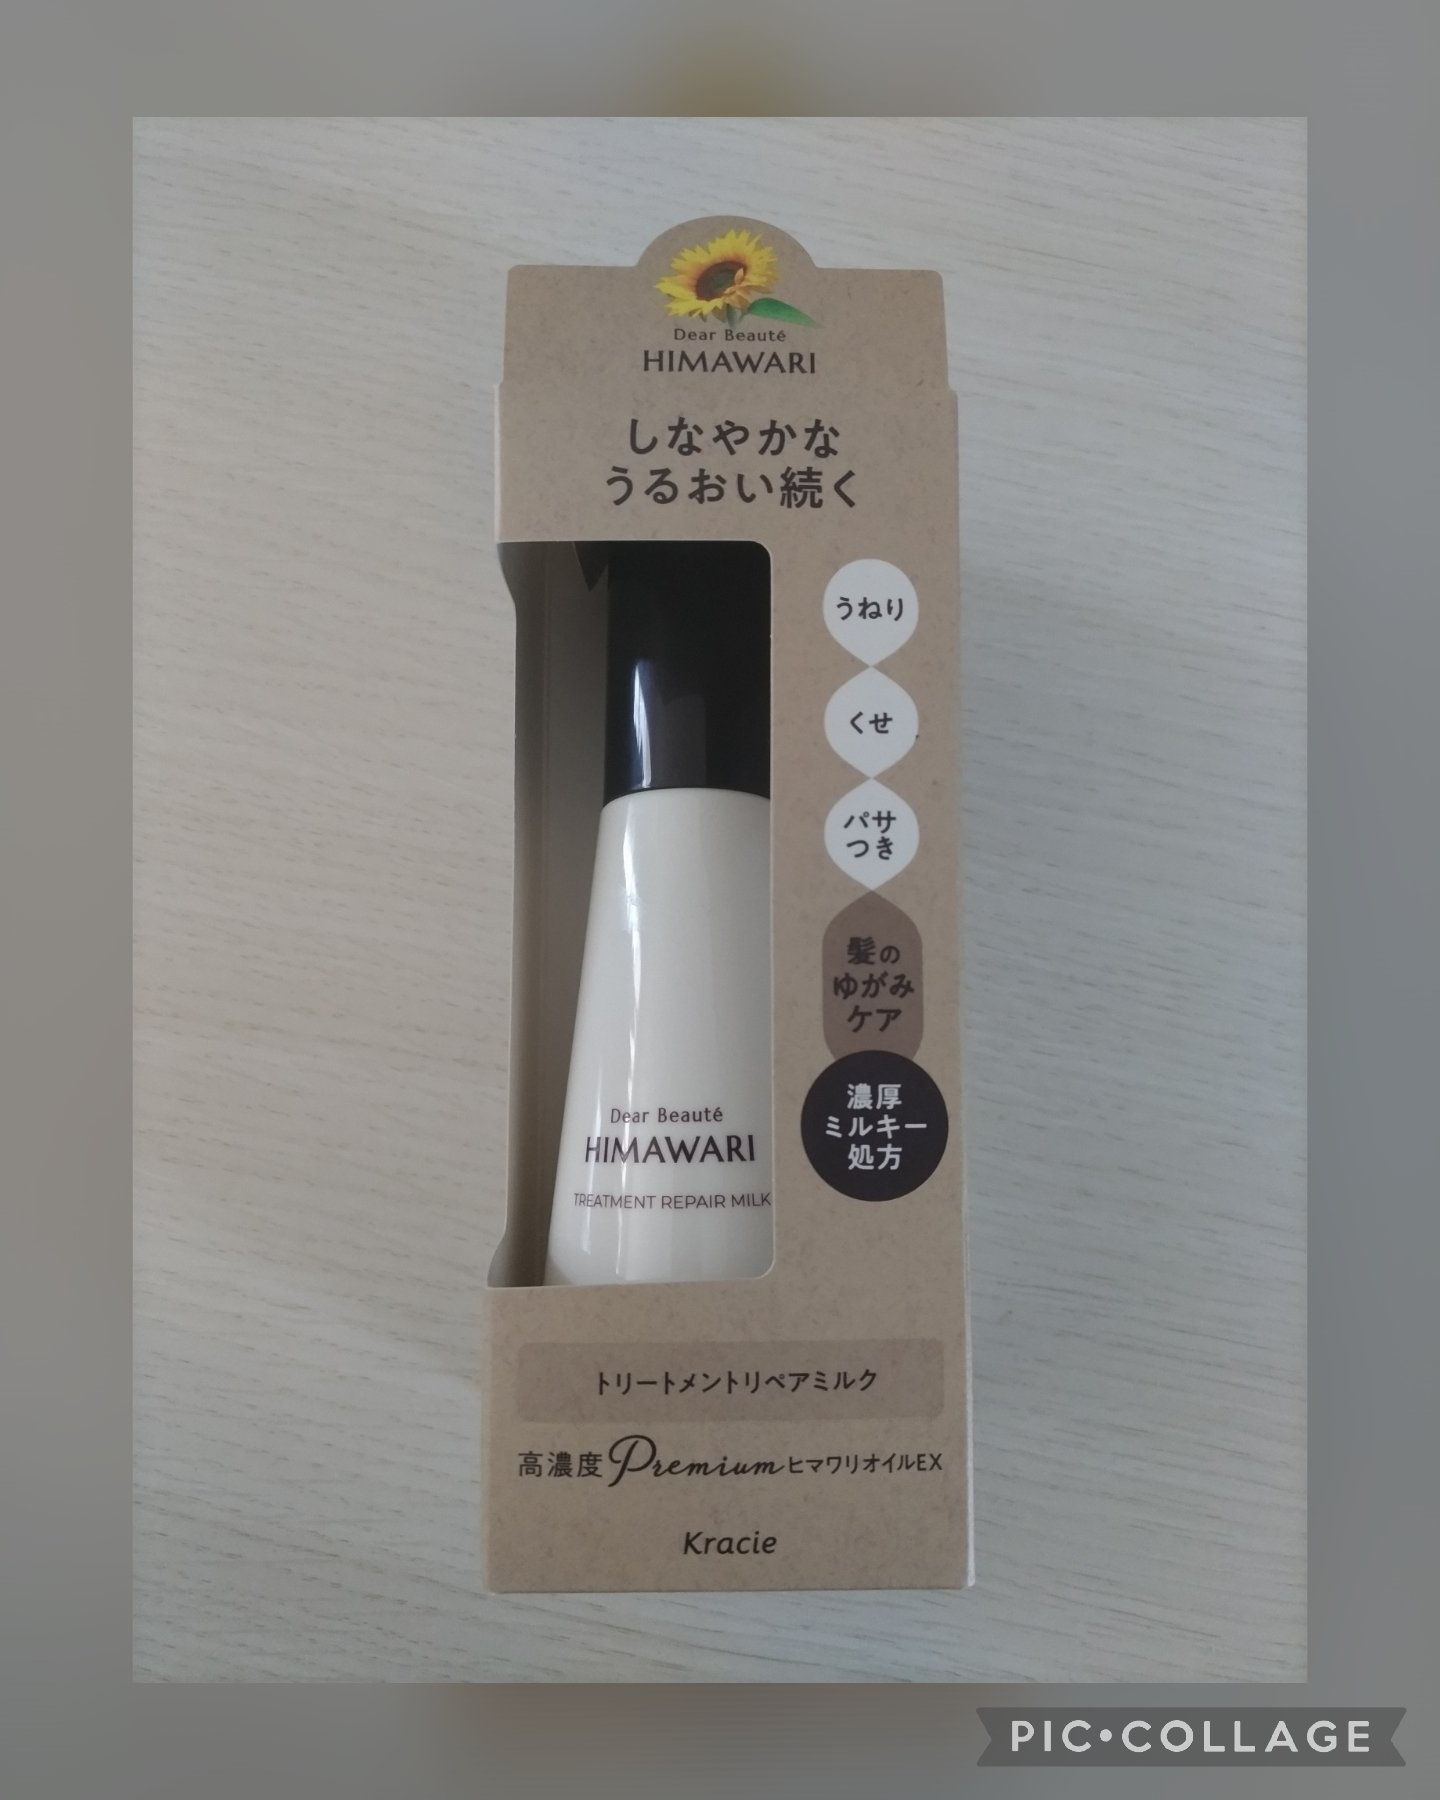 Dear Beauté
HIMAWARI
しなやかな
うるおい続く
うねり
くせ
パサ
つき
髪の
ゆがみ
ケア
濃厚
ミルキー
処方
Dear Beauté
HIMAWARI
TREATMENT REPAIR MILK
トリートメントリペアミルク
高濃度Premiumヒマワリオイル EX
Kracie
PIC•COLLAGE